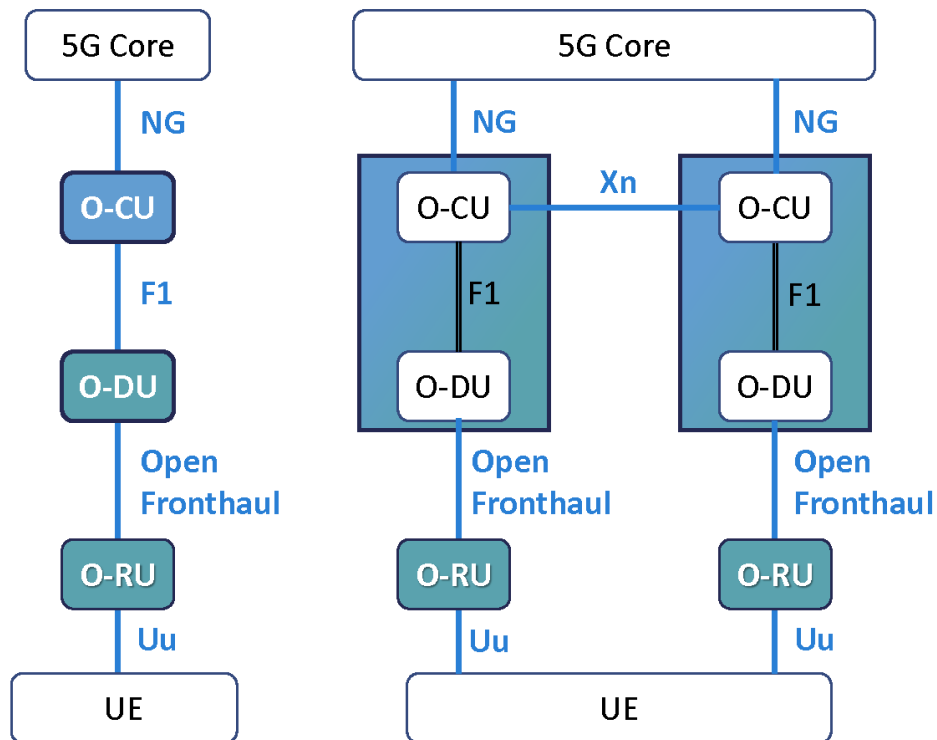 5G Core
NG
O-CU
F1
O-DU
Open
Fronthaul
O-RU
Uu
UE
5G Core
NG
NG
Xn
O-CU
O-CU
F1
F1
O-DU
O-DU
Open
Fronthaul
Open
Fronthaul
O-RU
O-RU
Uu
Uu
UE